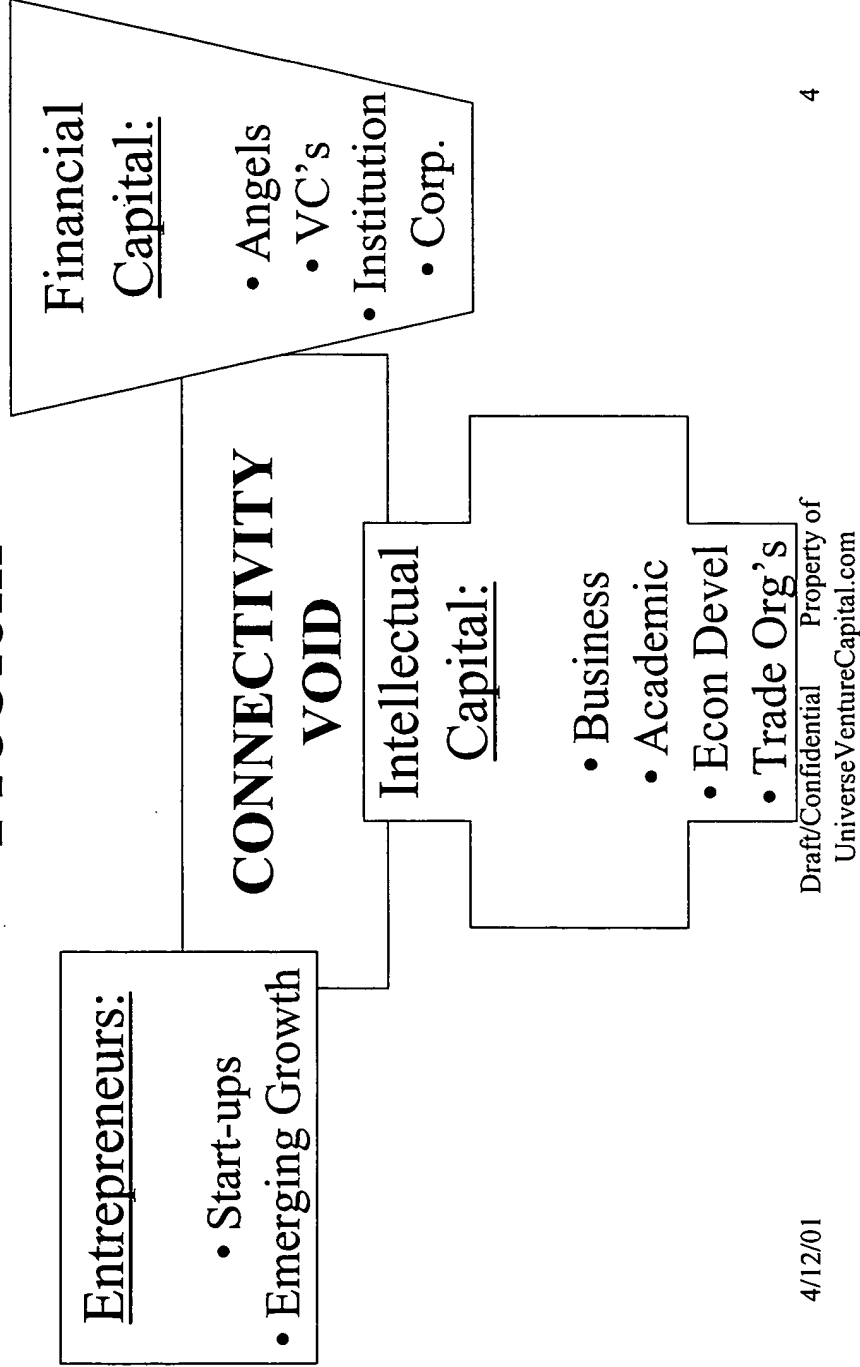 Entrepreneurs:
• Start-ups
• Emerging Growth
CONNECTIVITY
VOID
Financial
Capital:
• Angels
• VC's
• Institution
• Corp.
Intellectual
Capital:
• Business
• Academic
• Econ Devel
• Trade Org's
4/12/01
Draft/Confidential Property of
UniverseVentureCapital.com
4